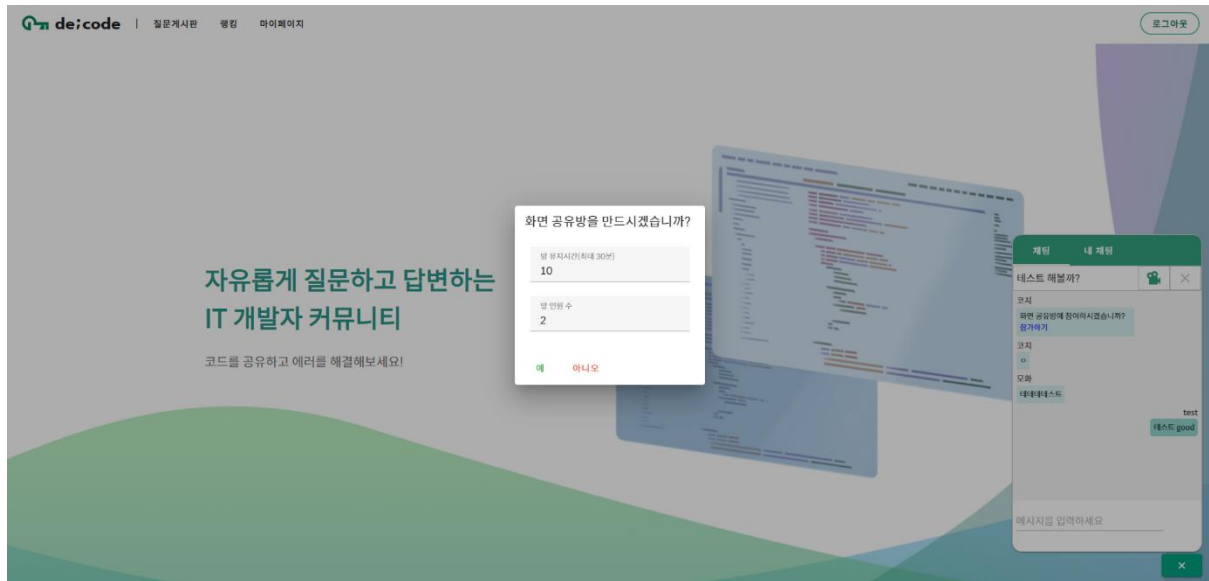 de;code | 질문게시판 랭킹 마이페이지
로그아웃
자유롭게 질문하고 답변하는
IT 개발자 커뮤니티
코드를 공유하고 에러를 해결해보세요!
화면 공유방을 만드시겠습니까?
방 유지시간(최대 30분)
10
방 인원 수
2
예 아니오
채팅 내 채팅
테스트 해볼까?
코지
화면 공유방에 참여하시겠습니까?
참가하기
코지
ㅇ
모화
테테테테스트
test
테스트 good
메시지를 입력하세요